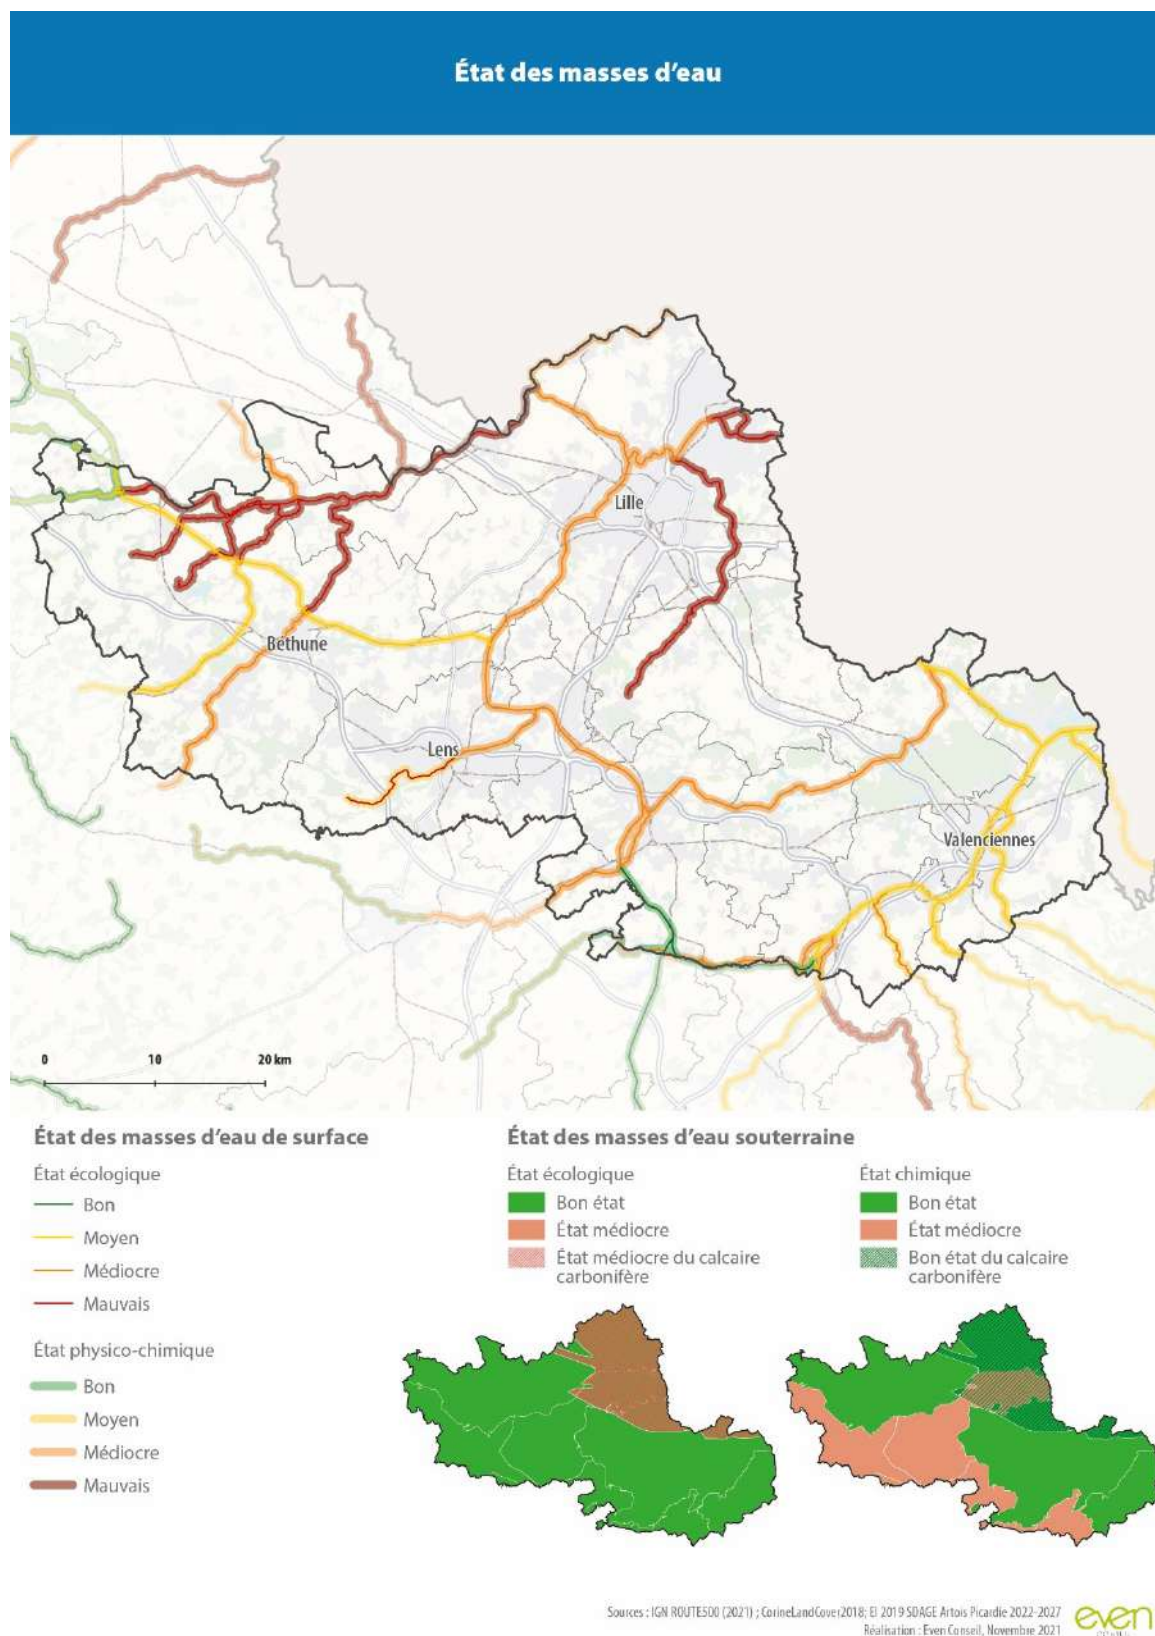 État des masses d'eau
Lille
Béthune
Lens
Valenciennes
0 10 20 km
État des masses d'eau de surface
État écologique
Bon
Moyen
Médiocre
Mauvais
État physico-chimique
Bon
Moyen
Médiocre
Mauvais
État des masses d'eau souterraine
État écologique
Bon état
État médiocre
État médiocre du calcaire
carbonifère
État chimique
Bon état
État médiocre
Bon état du calcaire
carbonifère
Sources : IGN ROUTE500 (2021) ; CorineLandCover2018; EI 2019 SDAGE Artois Picardie 2022-2027
Réalisation : Even Conseil, Novembre 2021
even